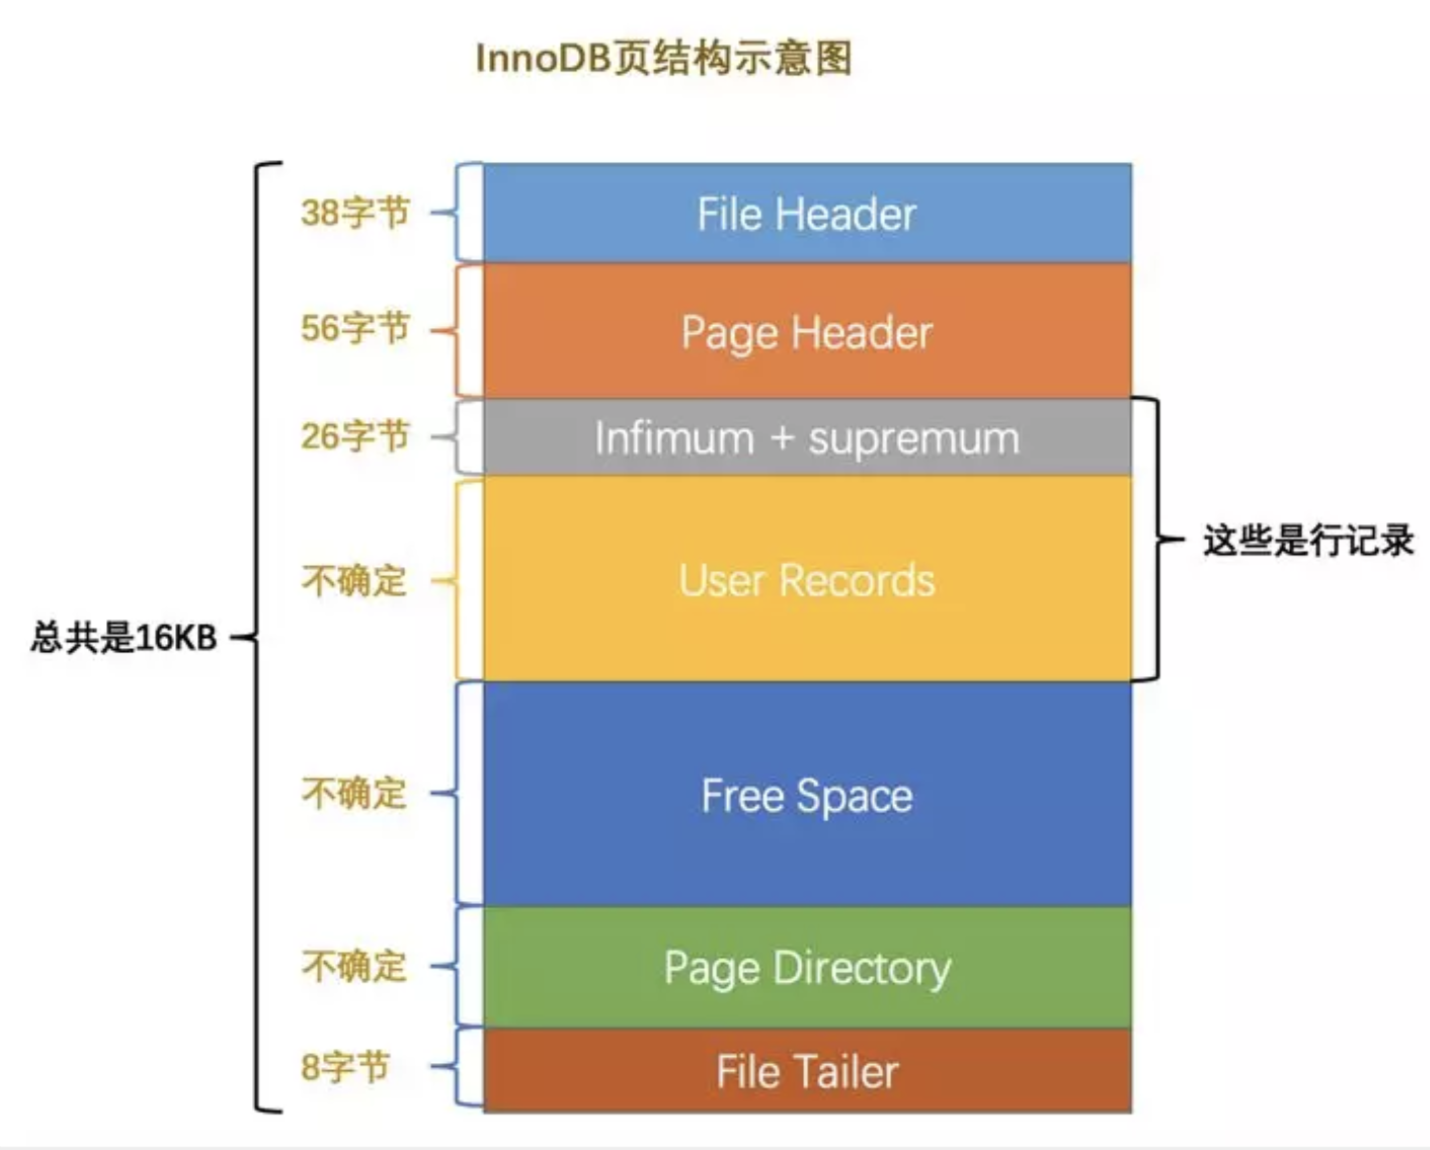 InnoDB页结构示意图
38字节
File Header
56字节
Page Header
26字节
Infimum + supremum
不确定
User Records
这些是行记录
总共是16KB
不确定
Free Space
不确定
Page Directory
8字节
File Tailer